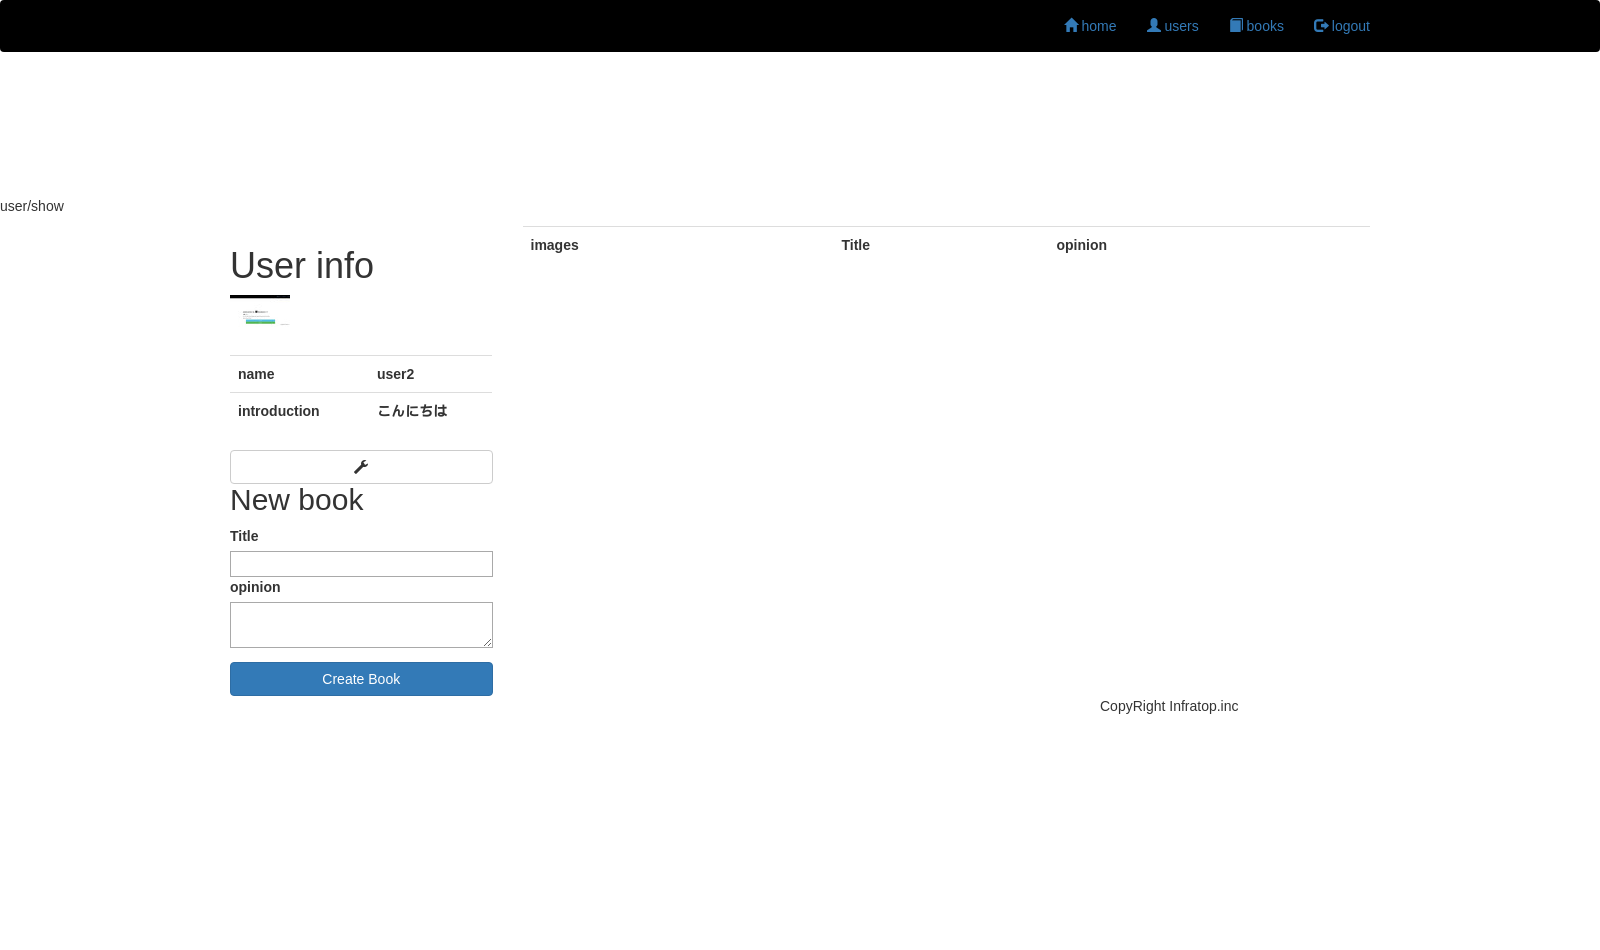 home users books logout
user/show
User info
name user2
introduction こんにちは
New book
Title
opinion
Create Book
images Title opinion
CopyRight Infratop.inc